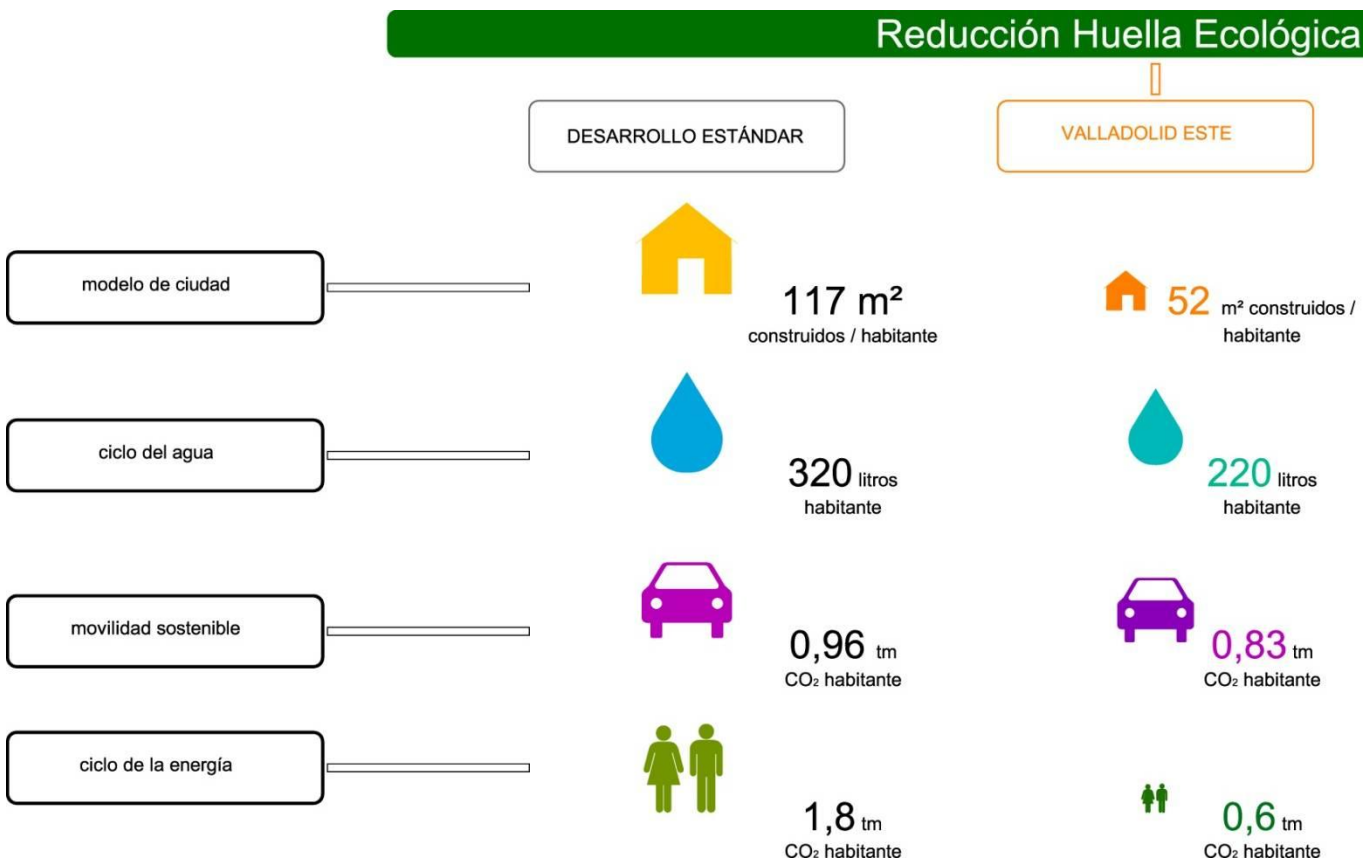 Reducción Huella Ecológica
DESARROLLO ESTÁNDAR
VALLADOLID ESTE
modelo de ciudad
117 m²
construidos / habitante
52 m² construidos /
habitante
ciclo del agua
320 litros
habitante
220 litros
habitante
movilidad sostenible
0,96 tm
CO₂ habitante
0,83 tm
CO₂ habitante
ciclo de la energía
1,8 tm
CO₂ habitante
0,6 tm
CO₂ habitante